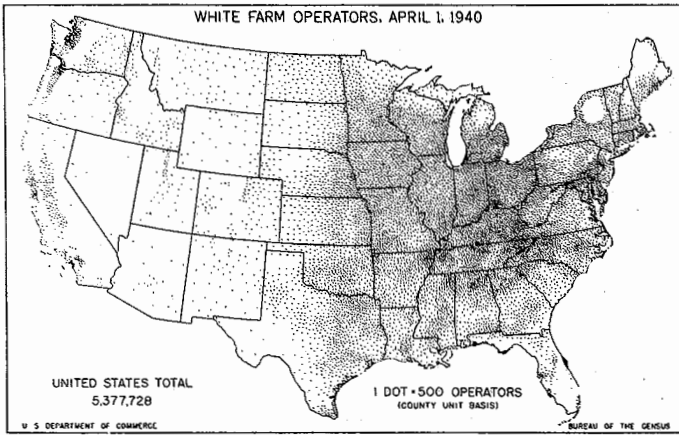 WHITE FARM OPERATORS, APRIL 1, 1940
UNITED STATES TOTAL
5,377,728
1 DOT = 500 OPERATORS
(COUNTY UNIT BASIS)
U S DEPARTMENT OF COMMERCE
BUREAU OF THE CENSUS